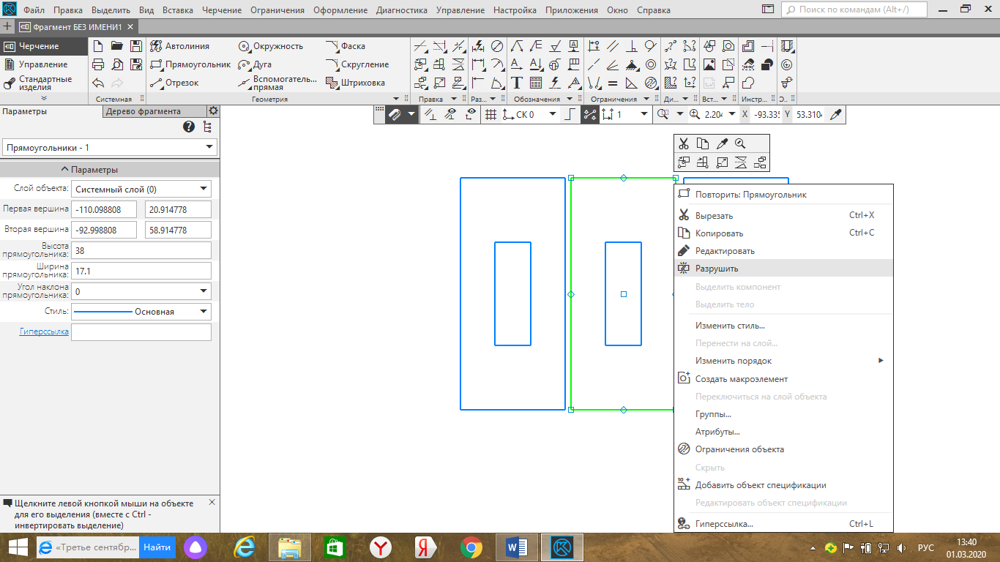 Файл Правка Выделить Вид Вставка Черчение Ограничения Оформление Диагностика Управление Настройка Приложения Окно Справка Поиск по командам (Alt+/)
Фрагмент БЕЗ ИМЕНИ1
Черчение
Управление
Стандартные
изделия
Системная
Автолиния
Прямоугольник
Отрезок
Окружность
Дуга
Вспомогатель...
прямая
Фаска
Скругление
Штриховка
Геометрия
Правка
Раз...
Обозначения
Ограничения
Ди...
Вст...
Инстр...
Э...
Параметры
Дерево фрагмента
СК 0
1
2.204
X -93.335
Y 53.3104
Прямоугольники - 1
Параметры
Слой объекта: Системный слой (0)
Первая вершина -110.098808 20.914778
Вторая вершина -92.998808 58.914778
Высота
прямоугольника: 38
Ширина
прямоугольника: 17.1
Угол наклона
прямоугольника: 0
Стиль: Основная
Гиперссылка
Повторить: Прямоугольник
Вырезать Ctrl+X
Копировать Ctrl+C
Редактировать
Разрушить
Выделить компонент
Выделить тело
Изменить стиль...
Перенести на слой...
Изменить порядок
Создать макроэлемент
Переключиться на слой объекта
Группы...
Атрибуты...
Ограничения объекта
Скрыть
Добавить объект спецификации
Редактировать объект спецификации
Гиперссылка... Ctrl+L
Щелкните левой кнопкой мыши на объекте
для его выделения (вместе с Ctrl -
инвертировать выделение)
«Третье сентябр... Найти
РУС
13:40
01.03.2020